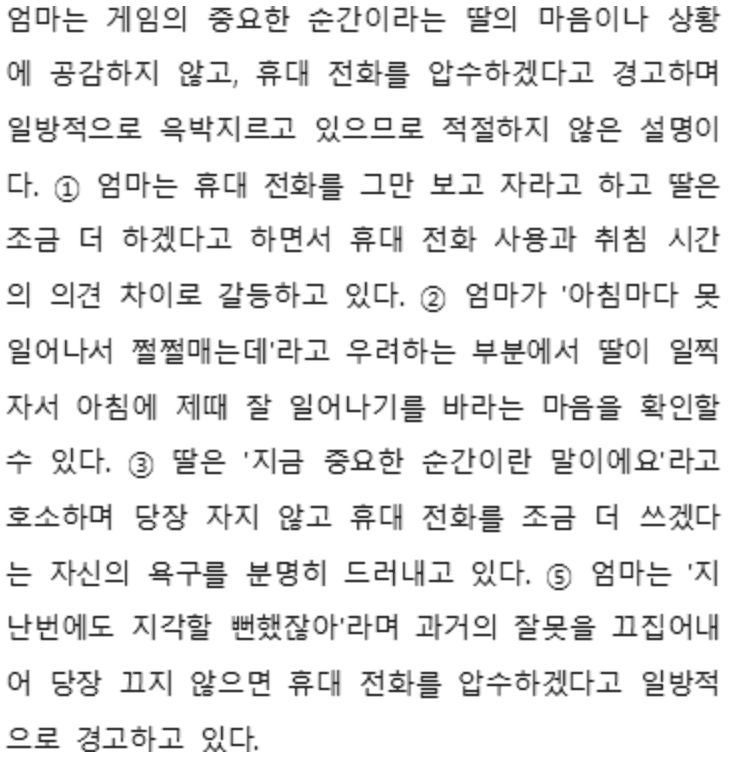 엄마는 게임의 중요한 순간이라는 딸의 마음이나 상황
에 공감하지 않고, 휴대 전화를 압수하겠다고 경고하며
일방적으로 윽박지르고 있으므로 적절하지 않은 설명이
다. ① 엄마는 휴대 전화를 그만 보고 자라고 하고 딸은
조금 더 하겠다고 하면서 휴대 전화 사용과 취침 시간
의 의견 차이로 갈등하고 있다. ② 엄마가 '아침마다 못
일어나서 쩔쩔매는데'라고 우려하는 부분에서 딸이 일찍
자서 아침에 제때 잘 일어나기를 바라는 마음을 확인할
수 있다. ③ 딸은 '지금 중요한 순간이란 말이에요'라고
호소하며 당장 자지 않고 휴대 전화를 조금 더 쓰겠다
는 자신의 욕구를 분명히 드러내고 있다. ⑤ 엄마는 '지
난번에도 지각할 뻔했잖아'라며 과거의 잘못을 끄집어내
어 당장 끄지 않으면 휴대 전화를 압수하겠다고 일방적
으로 경고하고 있다.